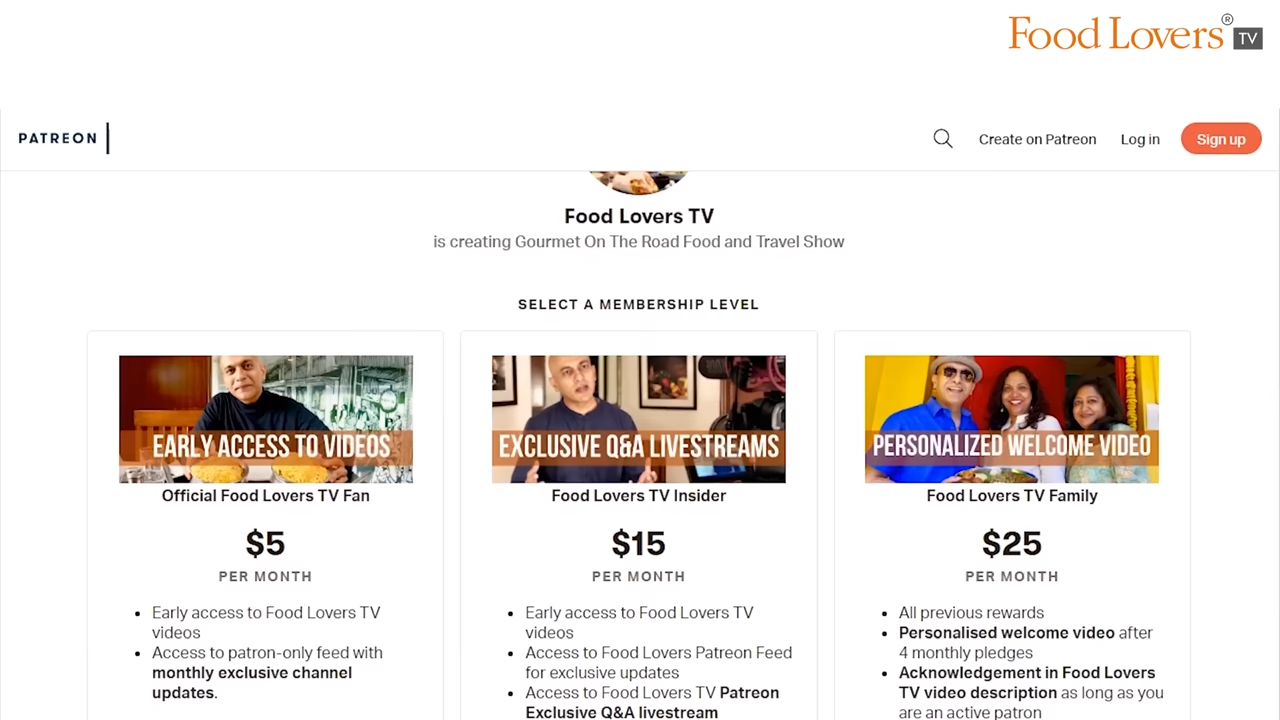 Food Lovers® TV
PATREON
Create on Patreon
Log in
Sign up
Food Lovers TV
is creating Gourmet On The Road Food and Travel Show
SELECT A MEMBERSHIP LEVEL
EARLY ACCESS TO VIDEOS
Official Food Lovers TV Fan
$5
PER MONTH
• Early access to Food Lovers TV
videos
• Access to patron-only feed with
monthly exclusive channel
updates.
EXCLUSIVE Q&A LIVESTREAMS
Food Lovers TV Insider
$15
PER MONTH
• Early access to Food Lovers TV
videos
• Access to Food Lovers Patreon Feed
for exclusive updates
• Access to Food Lovers TV Patreon
Exclusive Q&A livestream
PERSONALIZED WELCOME VIDEO
Food Lovers TV Family
$25
PER MONTH
• All previous rewards
• Personalised welcome video after
4 monthly pledges
• Acknowledgement in Food Lovers
TV video description as long as you
are an active patron